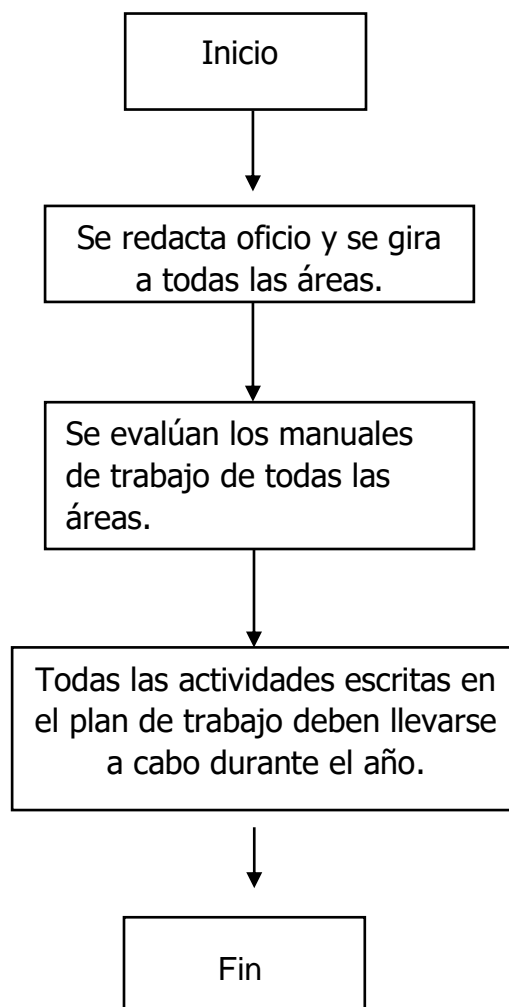 Inicio
Se redacta oficio y se gira
a todas las áreas.
Se evalúan los manuales
de trabajo de todas las
áreas.
Todas las actividades escritas en
el plan de trabajo deben llevarse
a cabo durante el año.
Fin